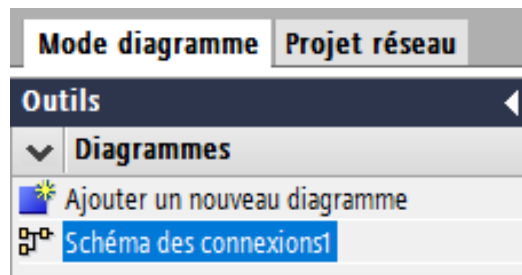 Mode diagramme Projet réseau
Outils
Diagrammes
Ajouter un nouveau diagramme
Schéma des connexions1